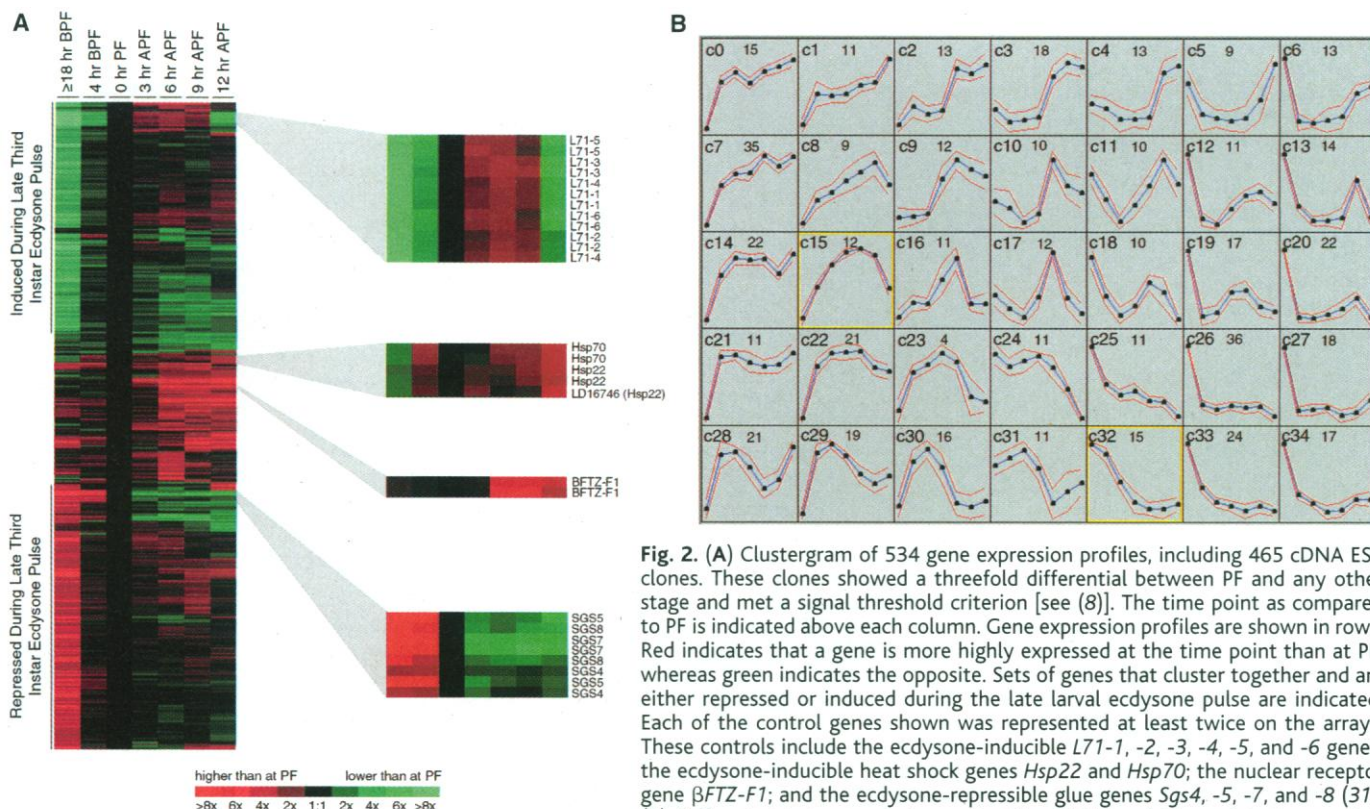 A
≥18 hr BPF
4 hr BPF
0 hr PF
3 hr APF
6 hr APF
9 hr APF
12 hr APF
Induced During Late Third
Instar Ecdysone Pulse
Repressed During Late Third
Instar Ecdysone Pulse
L71-5
L71-5
L71-3
L71-3
L71-4
L71-1
L71-1
L71-6
L71-6
L71-2
L71-2
L71-4
Hsp70
Hsp70
Hsp22
Hsp22
LD16746 (Hsp22)
BFTZ-F1
BFTZ-F1
SGS5
SGS8
SGS7
SGS7
SGS8
SGS4
SGS5
SGS4
higher than at PF lower than at PF
>8x 6x 4x 2x 1:1 2x 4x 6x >8x
B
c0 15 c1 11 c2 13 c3 18 c4 13 c5 9 c6 13
c7 35 c8 9 c9 12 c10 10 c11 10 c12 11 c13 14
c14 22 c15 12 c16 11 c17 12 c18 10 c19 17 c20 22
c21 11 c22 21 c23 4 c24 11 c25 11 c26 36 c27 18
c28 21 c29 19 c30 16 c31 11 c32 15 c33 24 c34 17
Fig. 2. (A) Clustergram of 534 gene expression profiles, including 465 cDNA ES
clones. These clones showed a threefold differential between PF and any othe
stage and met a signal threshold criterion [see (8)]. The time point as compare
to PF is indicated above each column. Gene expression profiles are shown in row
Red indicates that a gene is more highly expressed at the time point than at P
whereas green indicates the opposite. Sets of genes that cluster together and ar
either repressed or induced during the late larval ecdysone pulse are indicate
Each of the control genes shown was represented at least twice on the array
These controls include the ecdysone-inducible L71-1, -2, -3, -4, -5, and -6 gene
the ecdysone-inducible heat shock genes Hsp22 and Hsp70; the nuclear recepto
gene βFTZ-F1; and the ecdysone-repressible glue genes Sgs4, -5, -7, and -8 (31